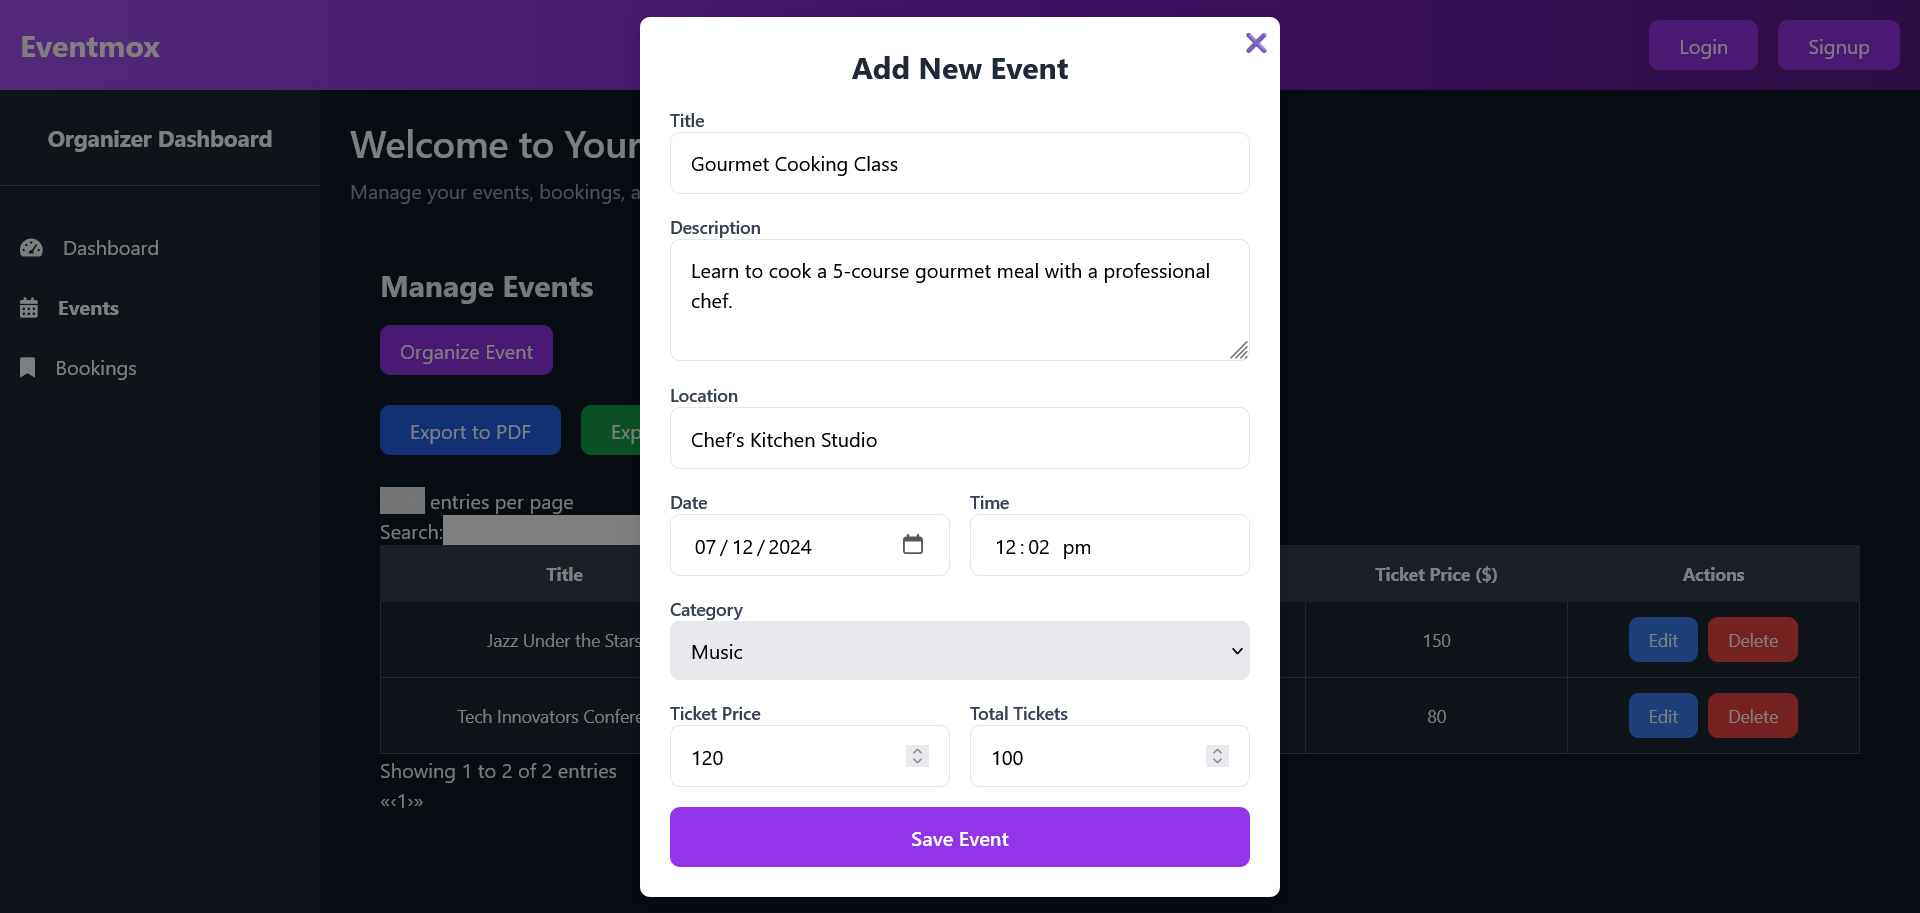 Eventmox
Login
Signup
Organizer Dashboard
Dashboard
Events
Bookings
Welcome to Your
Manage your events, bookings,
Manage Events
Organize Event
Export to PDF
entries per page
Search:
Title
Ticket Price ($)
Actions
Jazz Under the Stars
150
Edit
Delete
Tech Innovators
80
Edit
Delete
Showing 1 to 2 of 2 entries
«‹1›»
Add New Event
Title
Gourmet Cooking Class
Description
Learn to cook a 5-course gourmet meal with a professional
chef.
Location
Chef’s Kitchen Studio
Date
Time
07/12/2024
12:02 pm
Category
Music
Ticket Price
Total Tickets
120
100
Save Event